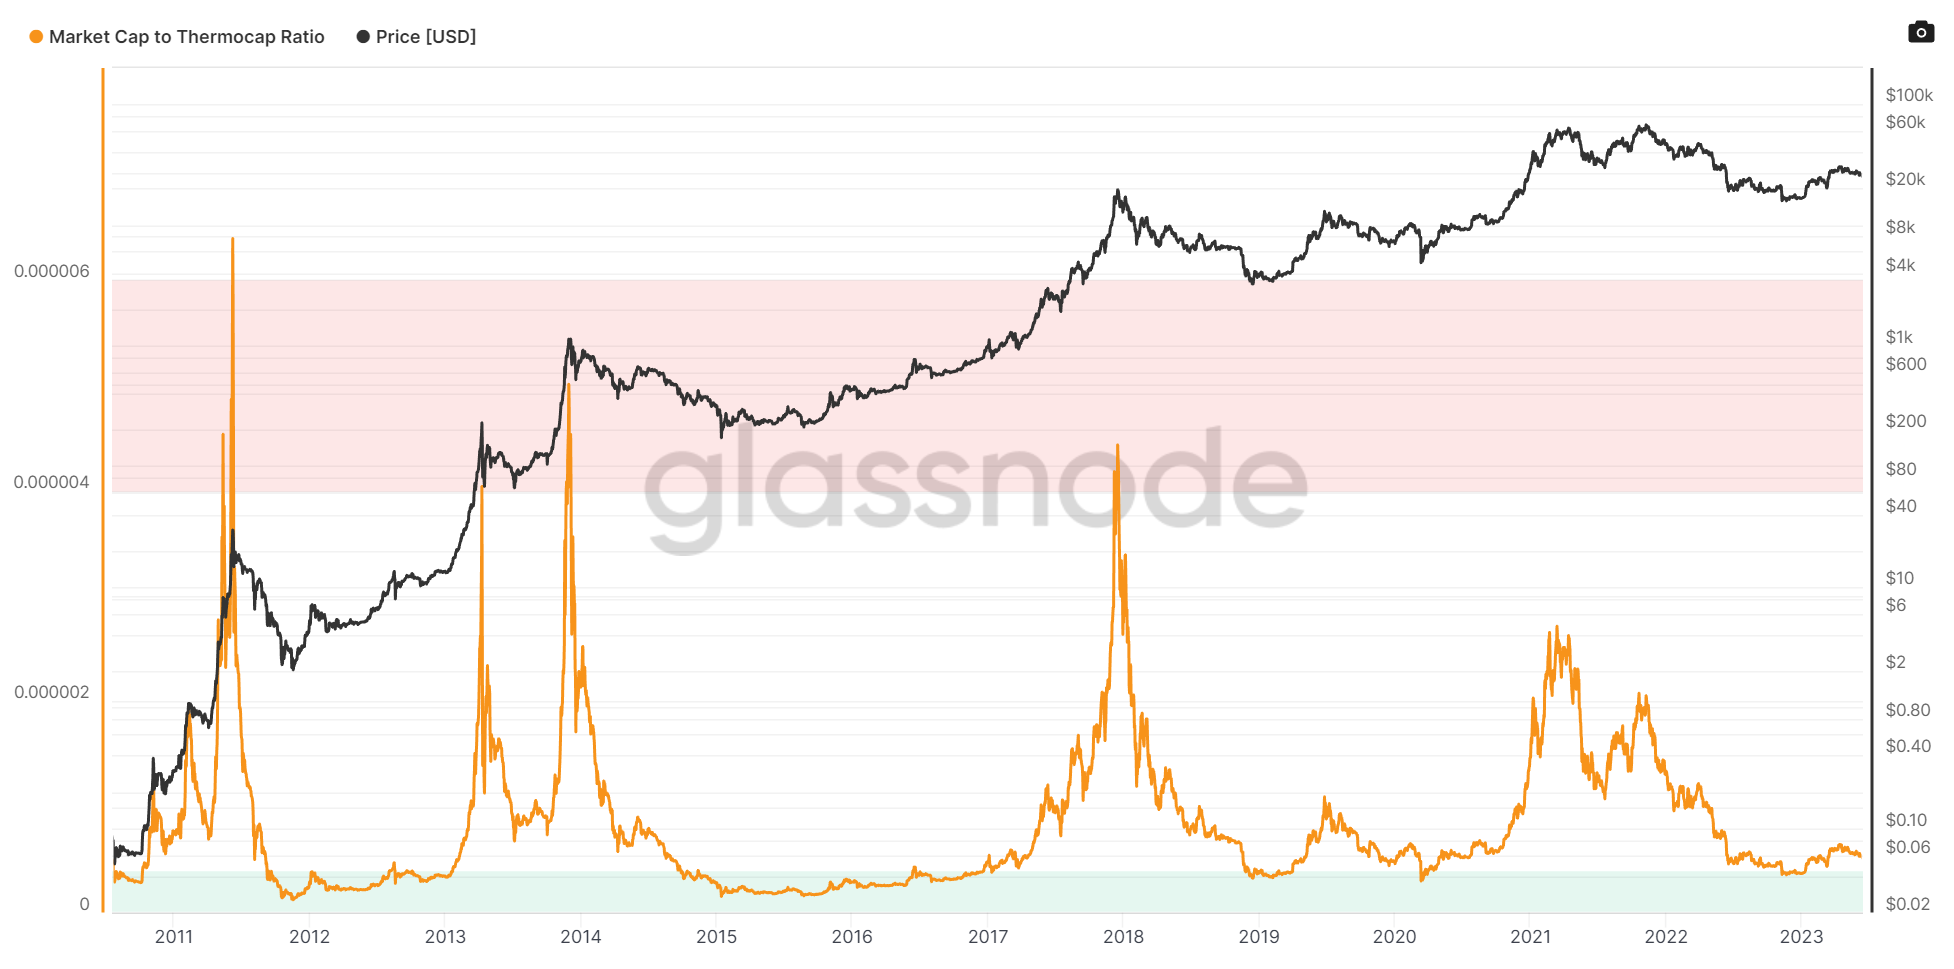 Market Cap to Thermocap Ratio Price [USD]
$100k
$60k
$20k
$8k
0.000006
$4k
$1k
$600
$200
glassnode
$80
0.000004
$40
$10
$6
$2
0.000002
$0.80
$0.40
$0.10
$0.06
0
$0.02
2011 2012 2013 2014 2015 2016 2017 2018 2019 2020 2021 2022 2023